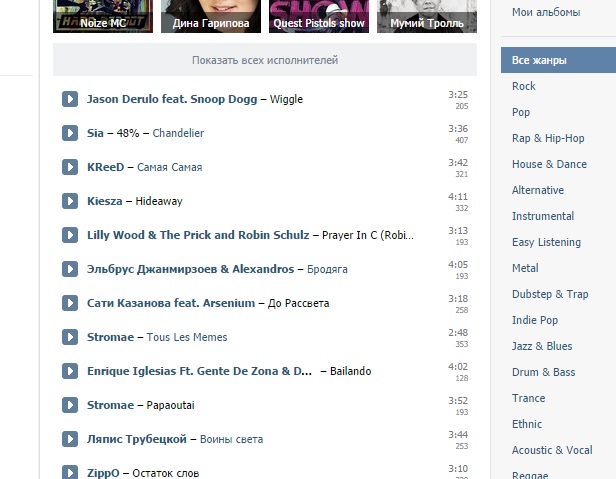 Noize MC
Дина Гарипова
Quest Pistols show
Мумий Тролль
Показать всех исполнителей
Jason Derulo feat. Snoop Dogg – Wiggle 3:25
205
Sia – 48% – Chandelier 3:36
407
KReeD – Самая Самая 3:42
321
Kiesza – Hideaway 4:11
332
Lilly Wood & The Prick and Robin Schulz – Prayer In C (Robi... 3:13
193
Эльбрус Джанмирзоев & Alexandros – Бродяга 4:05
193
Сати Казанова feat. Arsenium – До Рассвета 3:18
258
Stromae – Tous Les Memes 2:48
353
Enrique Iglesias Ft. Gente De Zona & D... – Bailando 4:02
128
Stromae – Papaoutai 3:52
193
Ляпис Трубецкой – Воины света 3:44
253
ZippO – Остаток слов 3:10
Мои альбомы
Все жанры
Rock
Pop
Rap & Hip-Hop
House & Dance
Alternative
Instrumental
Easy Listening
Metal
Dubstep & Trap
Indie Pop
Jazz & Blues
Drum & Bass
Trance
Ethnic
Acoustic & Vocal
Reggae